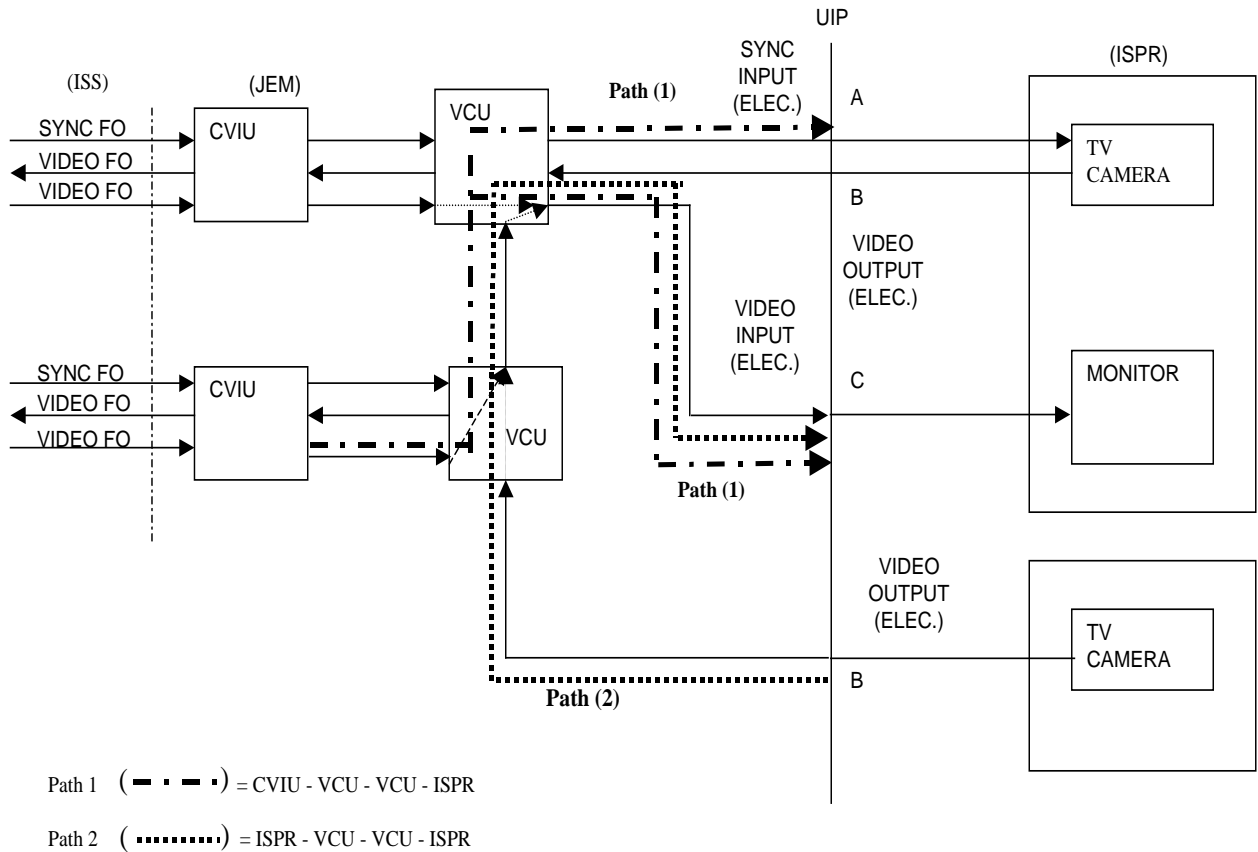 UIP
SYNC
INPUT
(ELEC.)
(ISPR)
(ISS)
(JEM)
Path (1)
A
VCU
SYNC FO
CVIU
TV
CAMERA
VIDEO FO
VIDEO FO
B
VIDEO
OUTPUT
(ELEC.)
VIDEO
INPUT
(ELEC.)
SYNC FO
CVIU
C
MONITOR
VIDEO FO
VCU
VIDEO FO
Path (1)
VIDEO
OUTPUT
(ELEC.)
TV
CAMERA
B
Path (2)
Path 1 ( ) = CVIU - VCU - VCU - ISPR
Path 2 ( ) = ISPR - VCU - VCU - ISPR